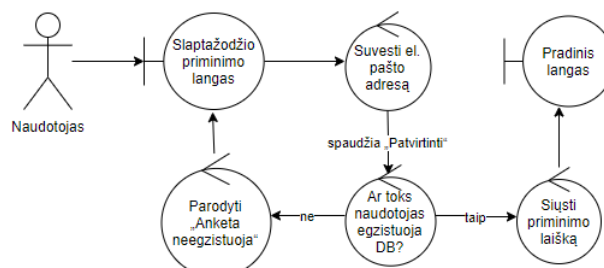 Naudotojas
Slaptažodžio
priminimo
langas
Suvesti el.
pašto
adresą
Pradinis
langas
spaudžia „Patvirtinti“
Parodyti
„Anketa
neegzistuoja“
ne
Ar toks
naudotojas
egzistuoja
DB?
taip
Siųsti
priminimo
laišką